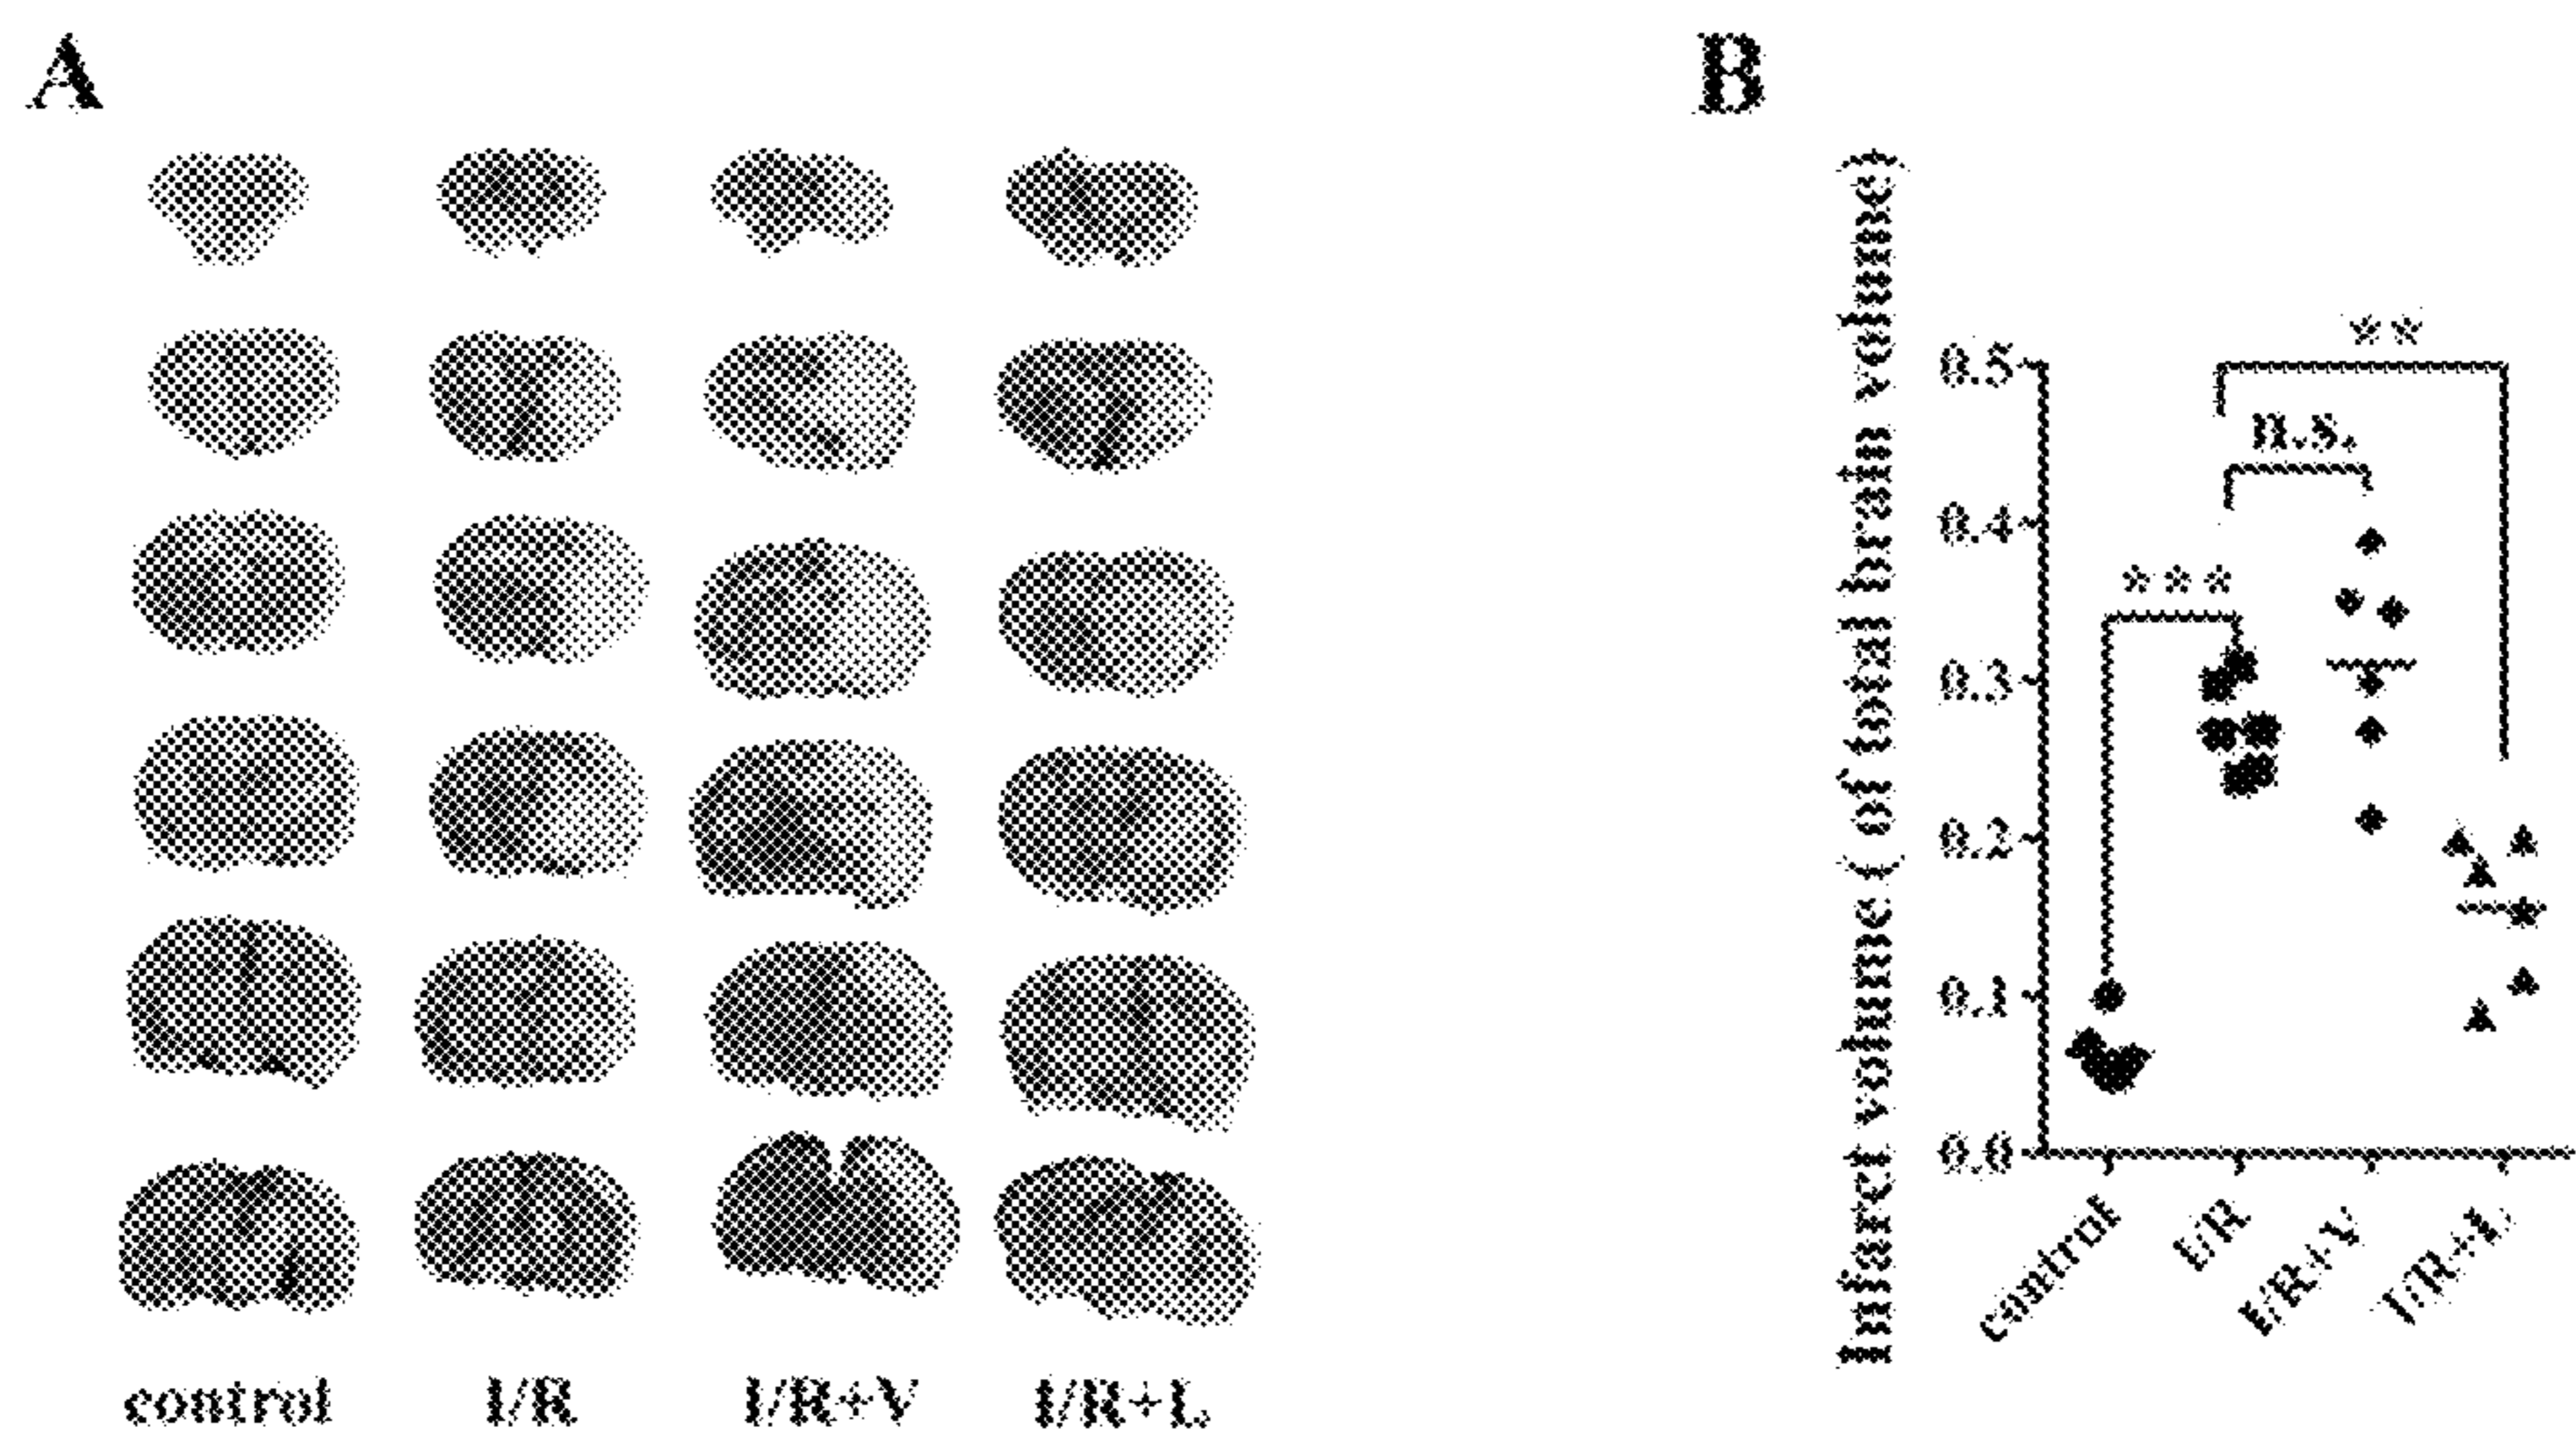 A
control
I/R
I/R+V
I/R+L
B
Infarct volume ( of total brain volume)
0.5
0.4
0.3
0.2
0.1
0.0
**
n.s.
***
control
I/R
I/R+V
I/R+L